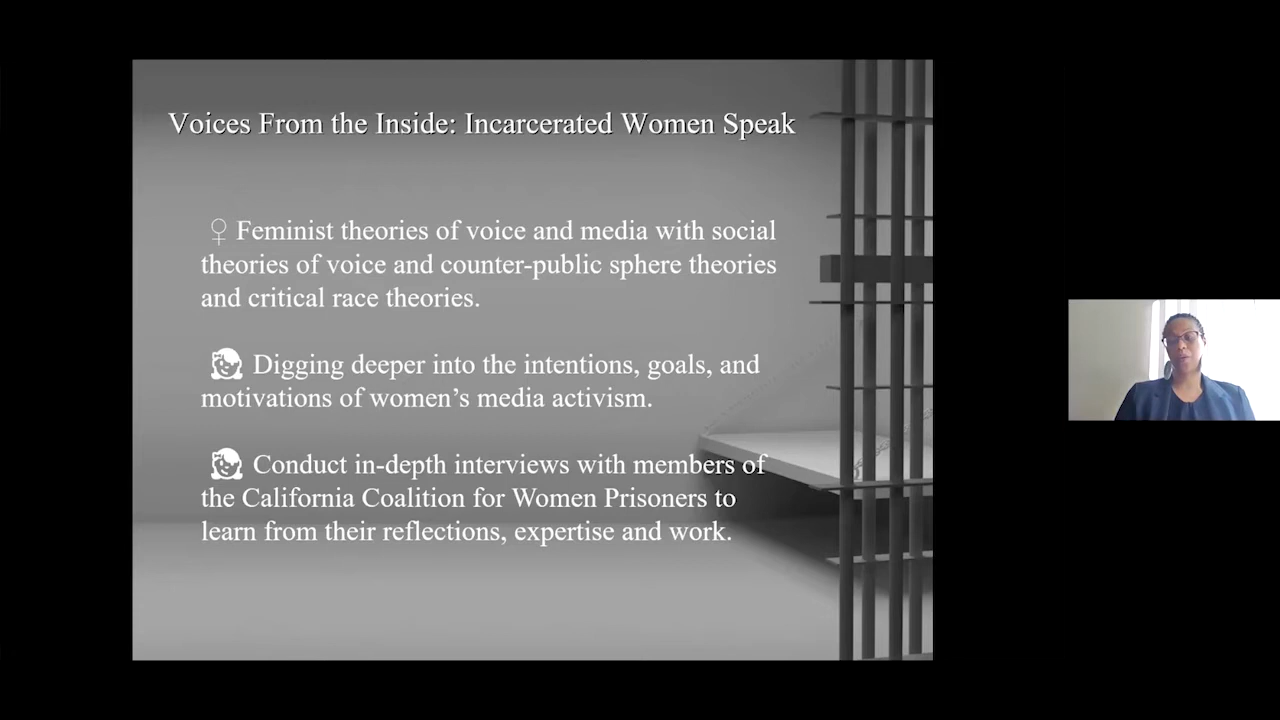 Voices From the Inside: Incarcerated Women Speak
♀ Feminist theories of voice and media with social
theories of voice and counter-public sphere theories
and critical race theories.
Digging deeper into the intentions, goals, and
motivations of women’s media activism.
Conduct in-depth interviews with members of
the California Coalition for Women Prisoners to
learn from their reflections, expertise and work.